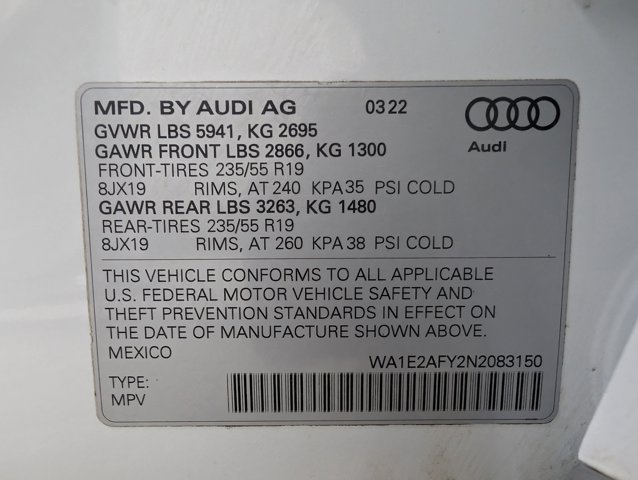 MFD. BY AUDI AG 03 22
Audi
GVWR LBS 5941, KG 2695
GAWR FRONT LBS 2866, KG 1300
FRONT-TIRES 235/55 R19
8JX19 RIMS, AT 240 KPA 35 PSI COLD
GAWR REAR LBS 3263, KG 1480
REAR-TIRES 235/55 R19
8JX19 RIMS, AT 260 KPA 38 PSI COLD
THIS VEHICLE CONFORMS TO ALL APPLICABLE
U.S. FEDERAL MOTOR VEHICLE SAFETY AND
THEFT PREVENTION STANDARDS IN EFFECT ON
THE DATE OF MANUFACTURE SHOWN ABOVE.
MEXICO WA1E2AFY2N2083150
TYPE:
MPV